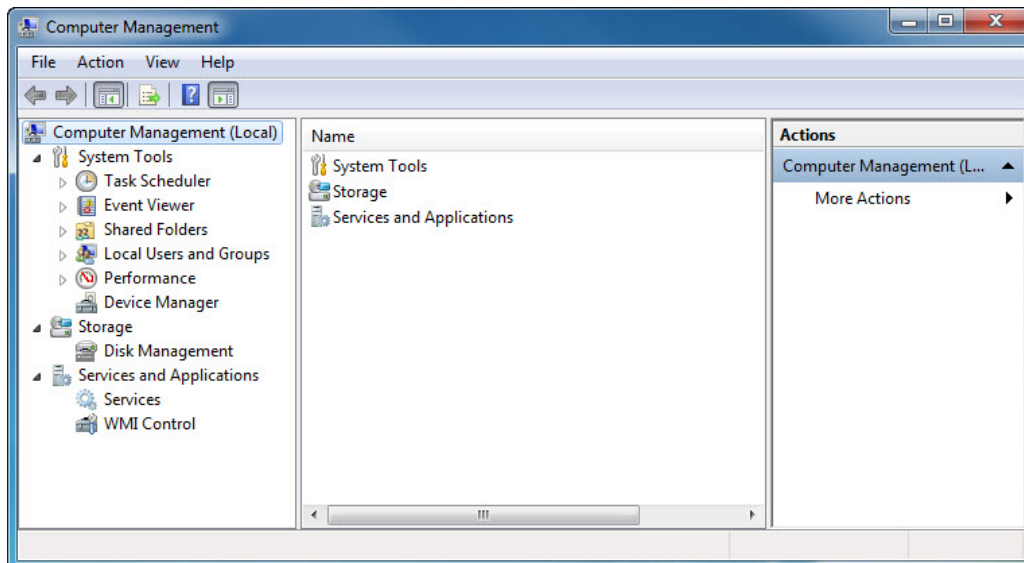 Computer Management
File Action View Help
Computer Management (Local)
System Tools
Task Scheduler
Event Viewer
Shared Folders
Local Users and Groups
Performance
Device Manager
Storage
Disk Management
Services and Applications
Services
WMI Control
Name
System Tools
Storage
Services and Applications
Actions
Computer Management (L...
More Actions